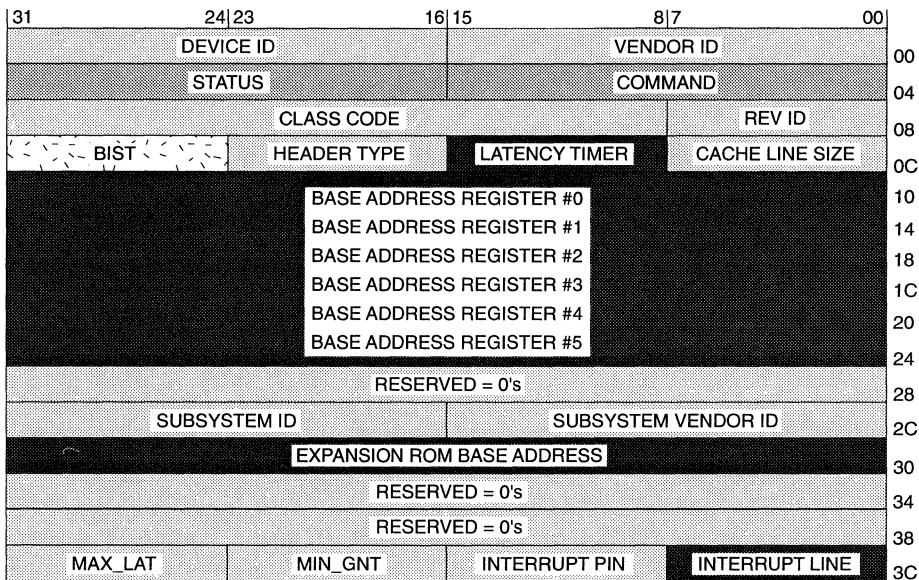 31 24 23 16 15 8 7 00
DEVICE ID VENDOR ID 00
STATUS COMMAND 04
CLASS CODE REV ID 08
BIST HEADER TYPE LATENCY TIMER CACHE LINE SIZE 0C
BASE ADDRESS REGISTER #0 10
BASE ADDRESS REGISTER #1 14
BASE ADDRESS REGISTER #2 18
BASE ADDRESS REGISTER #3 1C
BASE ADDRESS REGISTER #4 20
BASE ADDRESS REGISTER #5 24
RESERVED = 0's 28
SUBSYSTEM ID SUBSYSTEM VENDOR ID 2C
EXPANSION ROM BASE ADDRESS 30
RESERVED = 0's 34
RESERVED = 0's 38
MAX_LAT MIN_GNT INTERRUPT PIN INTERRUPT LINE 3C